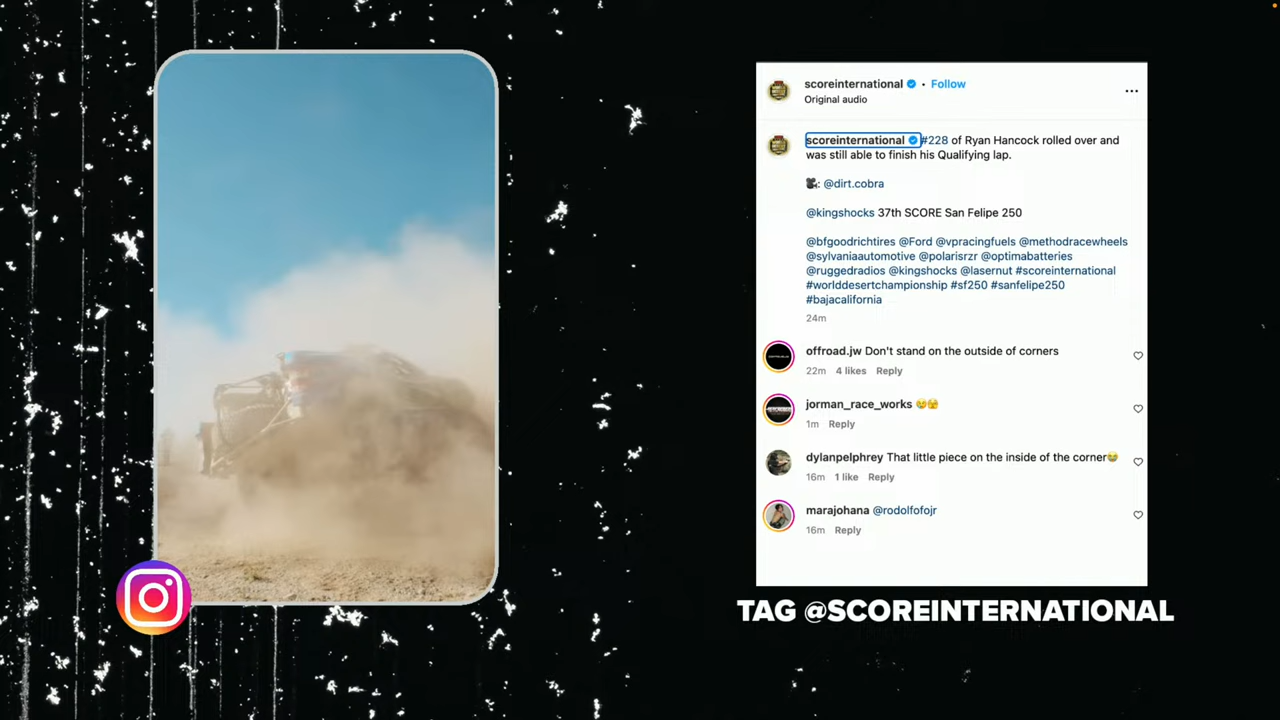 scoreinternational • Follow
Original audio
scoreinternational #228 of Ryan Hancock rolled over and
was still able to finish his Qualifying lap.
: @dirt.cobra
@kingshocks 37th SCORE San Felipe 250
@bfgoodrichtires @Ford @vpracingfuels @methodracewheels
@sylvaniaautomotive @polarisrzr @optimabatteries
@ruggedradios @kingshocks @lasernut #scoreinternational
#worlddesertchampionship #sf250 #sanfelipe250
#bajacalifornia
24m
offroad.jw Don't stand on the outside of corners
22m 4 likes Reply
jorman_race_works
1m Reply
dylanpelphrey That little piece on the inside of the corner
16m 1 like Reply
marajohana @rodolfofojr
16m Reply
TAG @SCOREINTERNATIONAL